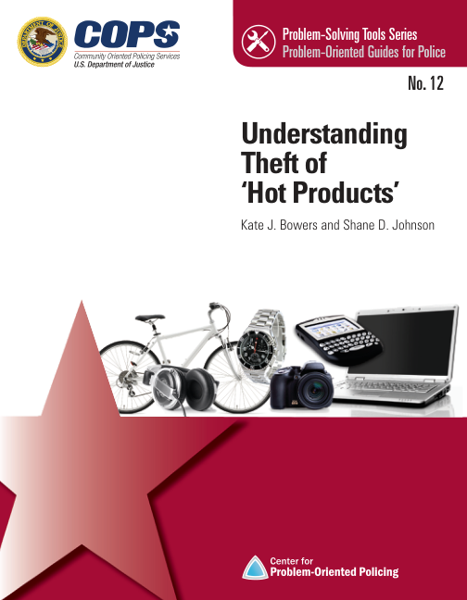 COPS
Community Oriented Policing Services
U.S. Department of Justice
Problem-Solving Tools Series
Problem-Oriented Guides for Police
No. 12
Understanding
Theft of
‘Hot Products’
Kate J. Bowers and Shane D. Johnson
Center for
Problem-Oriented Policing